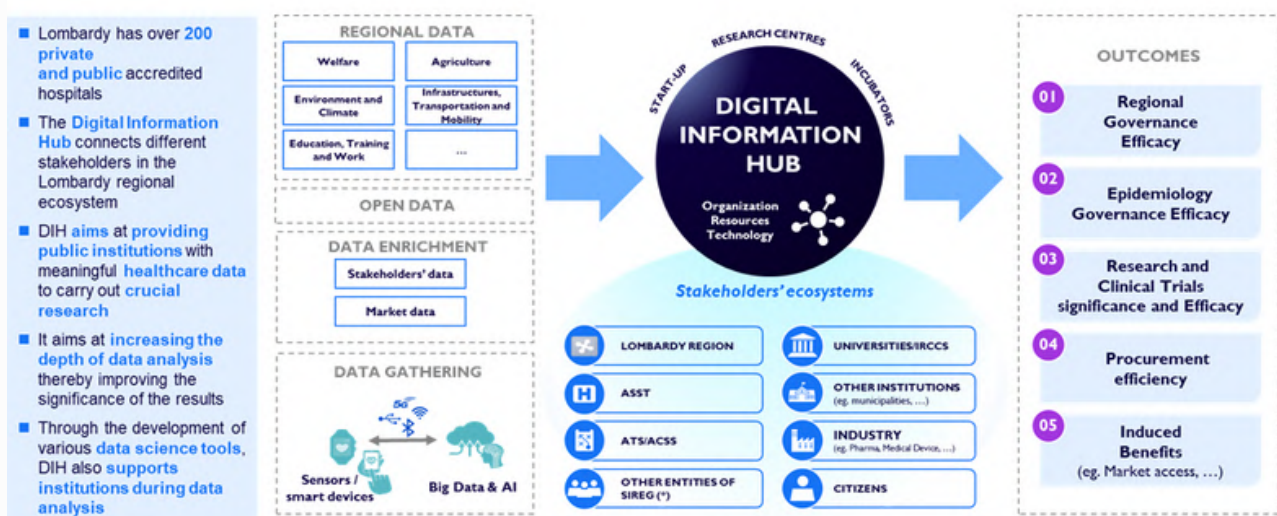 Lombardy has over 200
private
and public accredited
hospitals
The Digital Information
Hub connects different
stakeholders in the
Lombardy regional
ecosystem
DIH aims at providing
public institutions with
meaningful healthcare data
to carry out crucial
research
It aims at increasing the
depth of data analysis
thereby improving the
significance of the results
Through the development of
various data science tools,
DIH also supports
institutions during data
analysis
REGIONAL DATA
Welfare
Agriculture
Environment and
Climate
Infrastructures,
Transportation and
Mobility
Education, Training
and Work
...
OPEN DATA
DATA ENRICHMENT
Stakeholders' data
Market data
DATA GATHERING
5G
Sensors /
smart devices
Big Data & AI
START-UP
RESEARCH CENTRES
INCUBATORS
DIGITAL
INFORMATION
HUB
Organization
Resources
Technology
Stakeholders' ecosystems
LOMBARDY REGION
H
ASST
ATS/ACSS
OTHER ENTITIES OF
SIREG (*)
UNIVERSITIES/IRCCS
OTHER INSTITUTIONS
(eg. municipalities, ...)
INDUSTRY
(eg. Pharma, Medical Device, ...)
CITIZENS
OUTCOMES
01
Regional
Governance
Efficacy
02
Epidemiology
Governance Efficacy
03
Research and
Clinical Trials
significance and Efficacy
04
Procurement
efficiency
05
Induced
Benefits
(eg. Market access, ...)